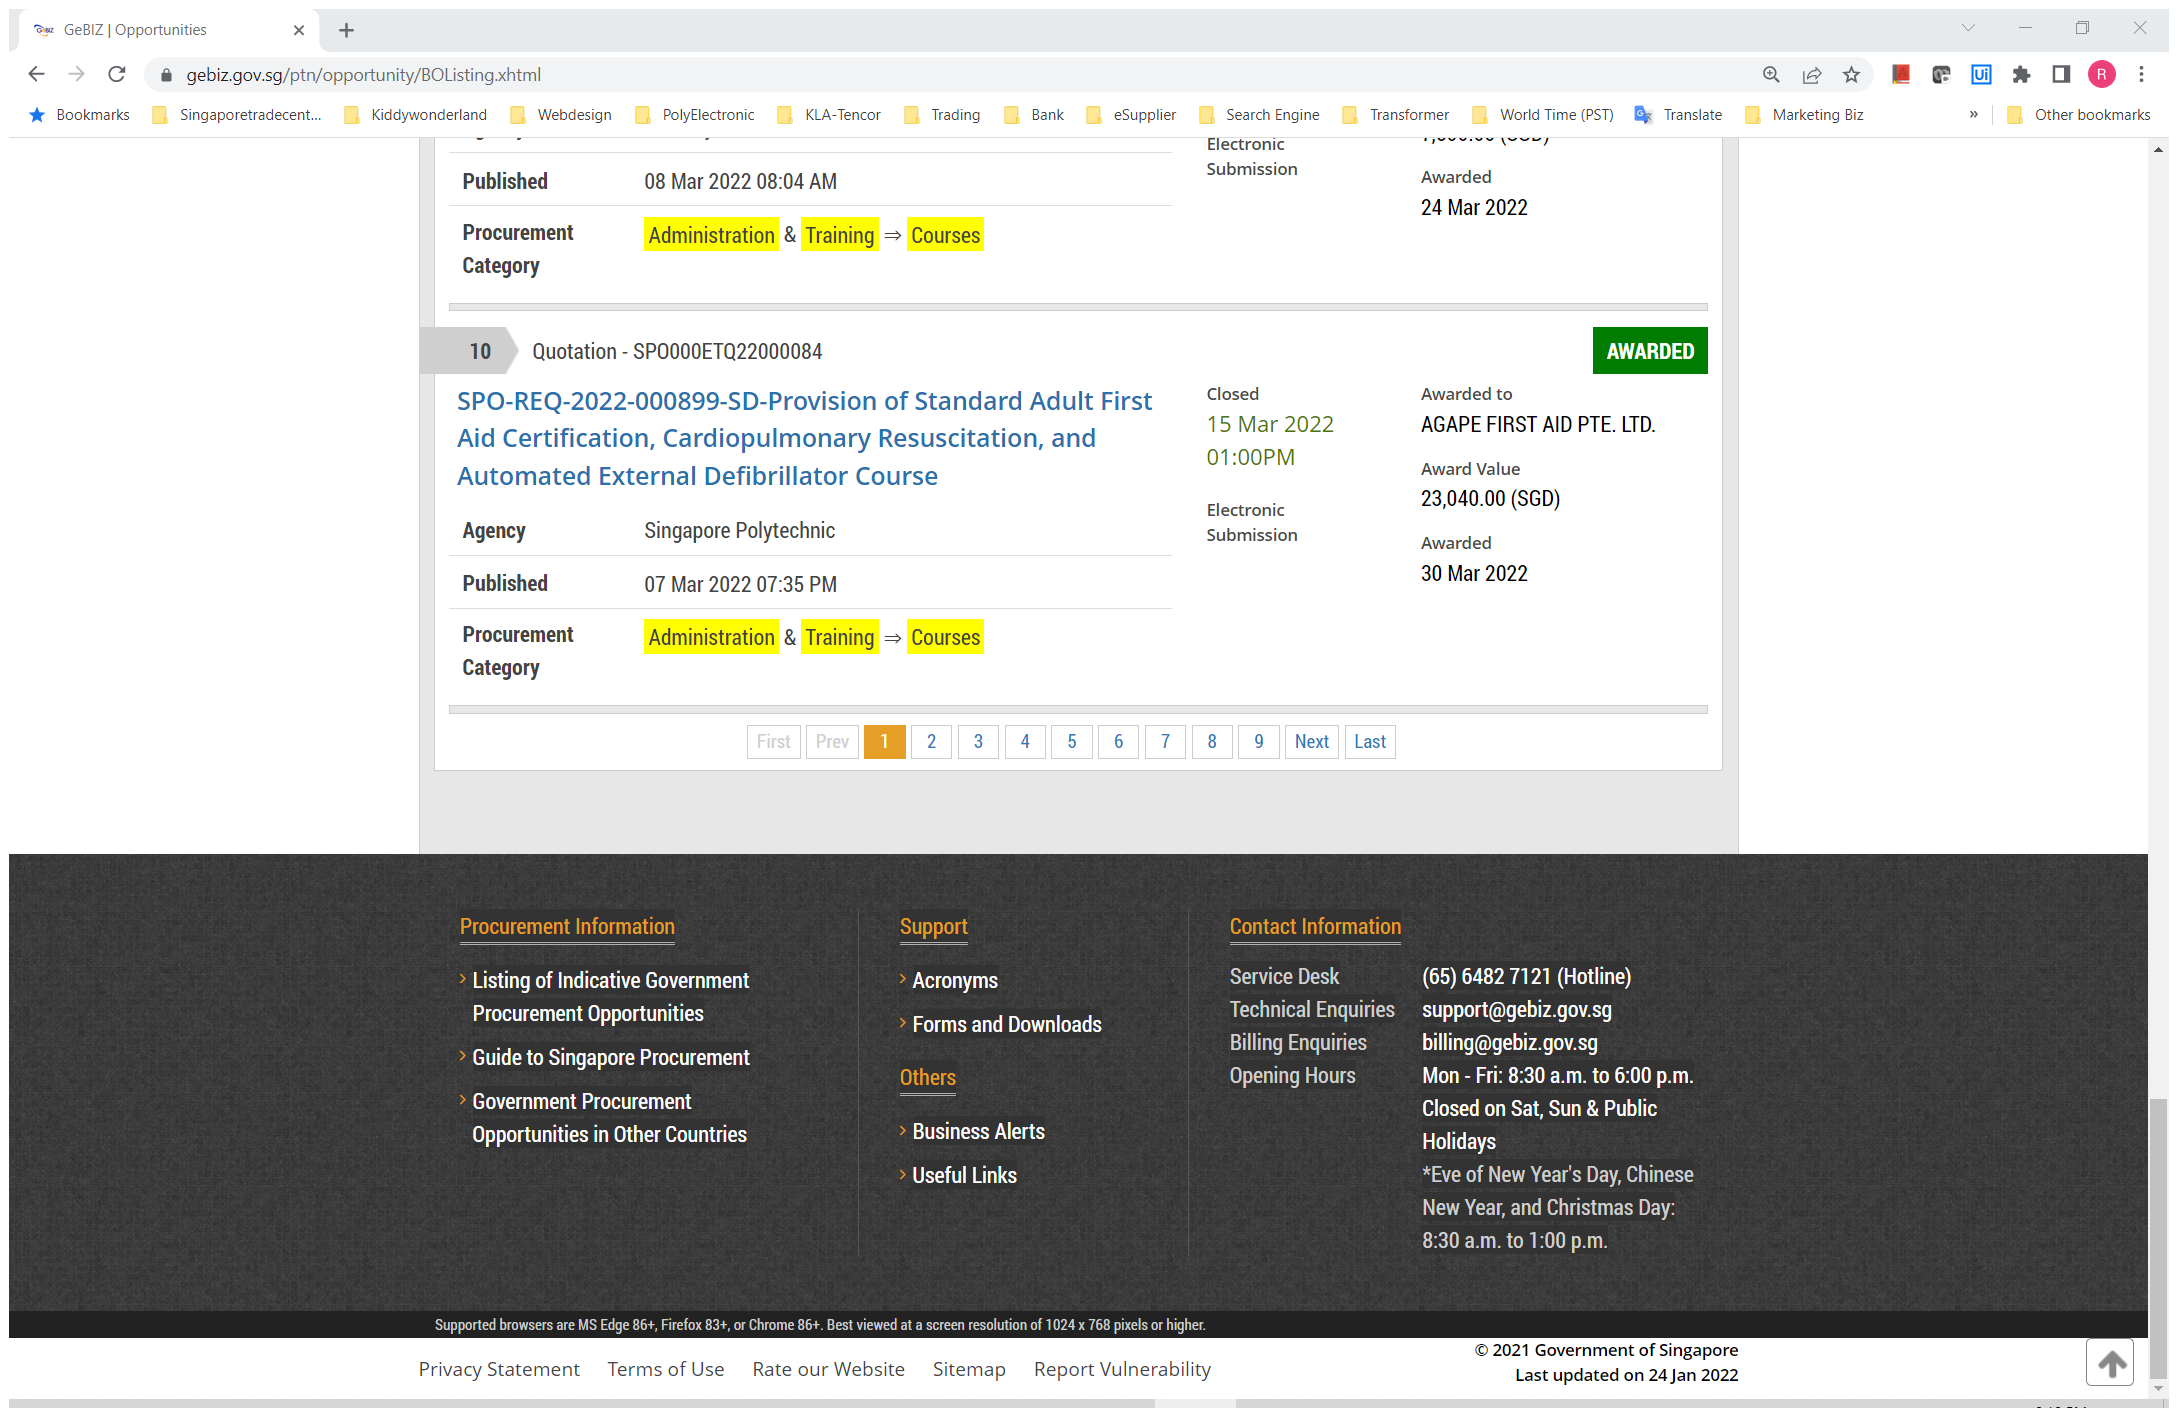 GeBIZ | Opportunities
gebiz.gov.sg/ptn/opportunity/BOListing.xhtml
Ui
R
Bookmarks Singaporetradecent... Kiddywonderland Webdesign PolyElectronic KLA-Tencor Trading Bank eSupplier Search Engine Transformer World Time (PST) Translate Marketing Biz » Other bookmarks
Electronic
Submission
Published 08 Mar 2022 08:04 AM
Awarded
24 Mar 2022
Procurement Category
Administration & Training ⇒ Courses
10 Quotation - SPO000ETQ22000084
AWARDED
SPO-REQ-2022-000899-SD-Provision of Standard Adult First
Aid Certification, Cardiopulmonary Resuscitation, and
Automated External Defibrillator Course
Closed
15 Mar 2022
01:00PM
Electronic
Submission
Awarded to
AGAPE FIRST AID PTE. LTD.
Award Value
23,040.00 (SGD)
Awarded
30 Mar 2022
Agency Singapore Polytechnic
Published 07 Mar 2022 07:35 PM
Procurement Category
Administration & Training ⇒ Courses
First Prev 1 2 3 4 5 6 7 8 9 Next Last
Procurement Information
Listing of Indicative Government
Procurement Opportunities
Guide to Singapore Procurement
Government Procurement
Opportunities in Other Countries
Support
Acronyms
Forms and Downloads
Others
Business Alerts
Useful Links
Contact Information
Service Desk (65) 6482 7121 (Hotline)
Technical Enquiries support@gebiz.gov.sg
Billing Enquiries billing@gebiz.gov.sg
Opening Hours Mon - Fri: 8:30 a.m. to 6:00 p.m.
Closed on Sat, Sun & Public
Holidays
*Eve of New Year's Day, Chinese
New Year, and Christmas Day:
8:30 a.m. to 1:00 p.m.
Supported browsers are MS Edge 86+, Firefox 83+, or Chrome 86+. Best viewed at a screen resolution of 1024 x 768 pixels or higher.
Privacy Statement Terms of Use Rate our Website Sitemap Report Vulnerability
© 2021 Government of Singapore
Last updated on 24 Jan 2022